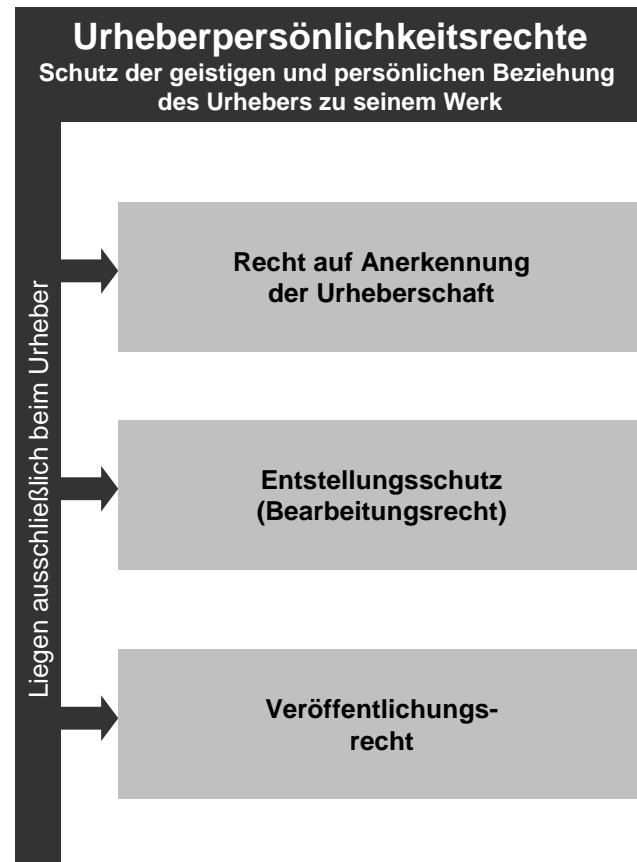 Urheberpersönlichkeitsrechte
Schutz der geistigen und persönlichen Beziehung
des Urhebers zu seinem Werk
Liegen ausschließlich beim Urheber
Recht auf Anerkennung
der Urheberschaft
Entstellungsschutz
(Bearbeitungsrecht)
Veröffentlichungs-
recht